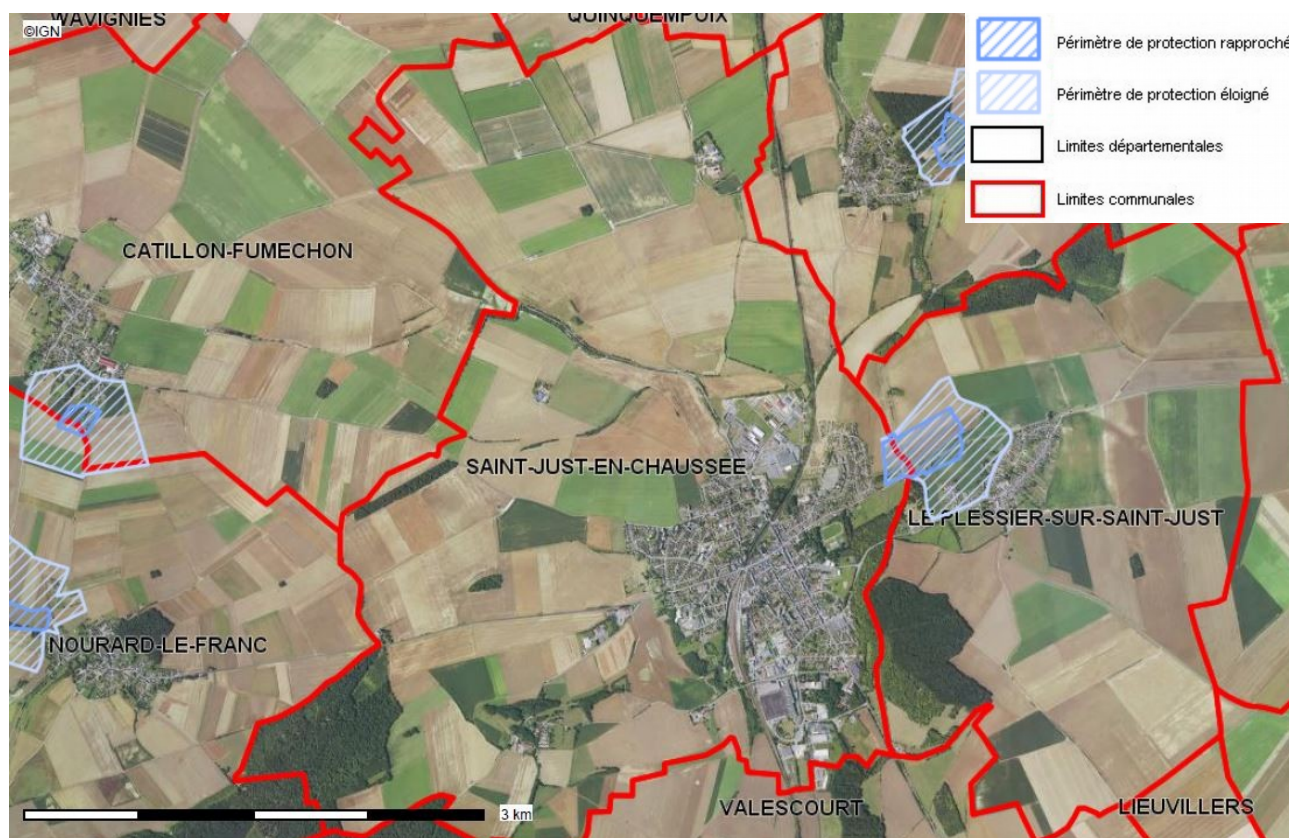 WAVIGNIES
QUINQUEMPOIX
©IGN
Périmètre de protection rapproché
Périmètre de protection éloigné
Limites départementales
Limites communales
CATILLON-FUMECHON
SAINT-JUST-EN-CHAUSSEE
LE PLESSIER-SUR-SAINT-JUST
NOURARD-LE-FRANC
3 km
VALESCOURT
LIEUVILLERS